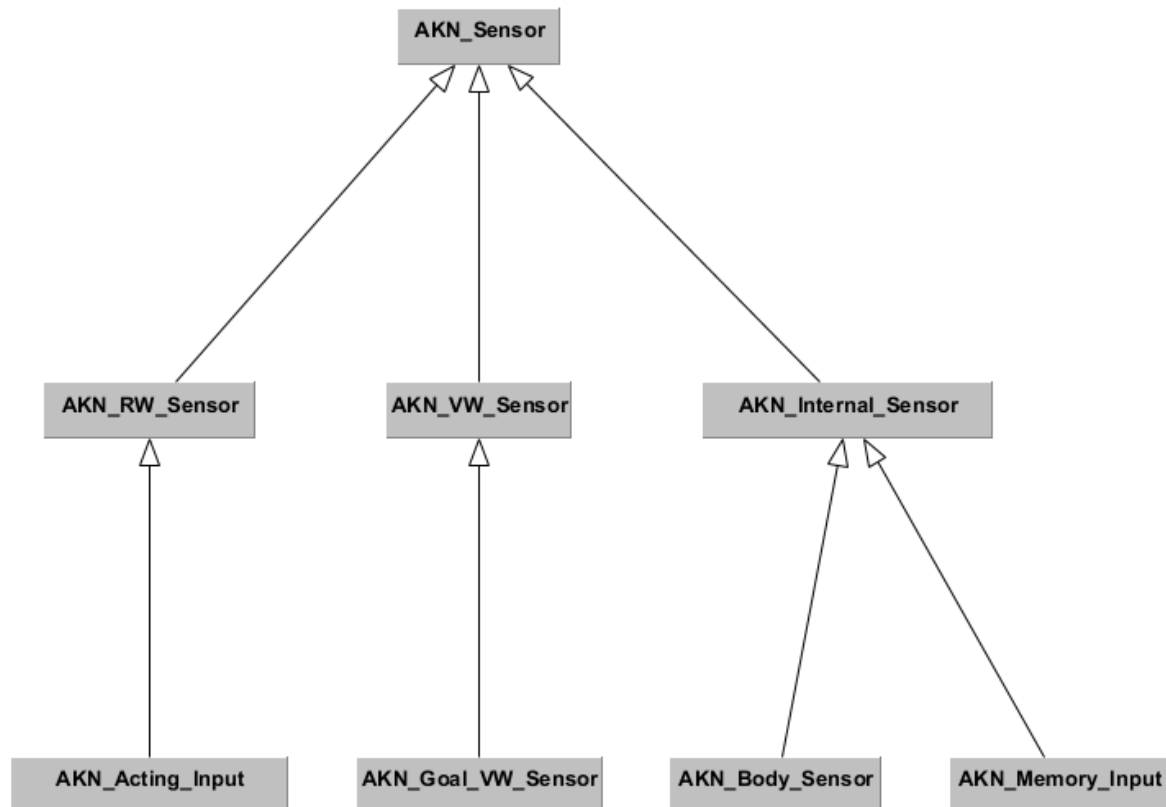 AKN_Sensor
AKN_RW_Sensor
AKN_VW_Sensor
AKN_Internal_Sensor
AKN_Acting_Input
AKN_Goal_VW_Sensor
AKN_Body_Sensor
AKN_Memory_Input